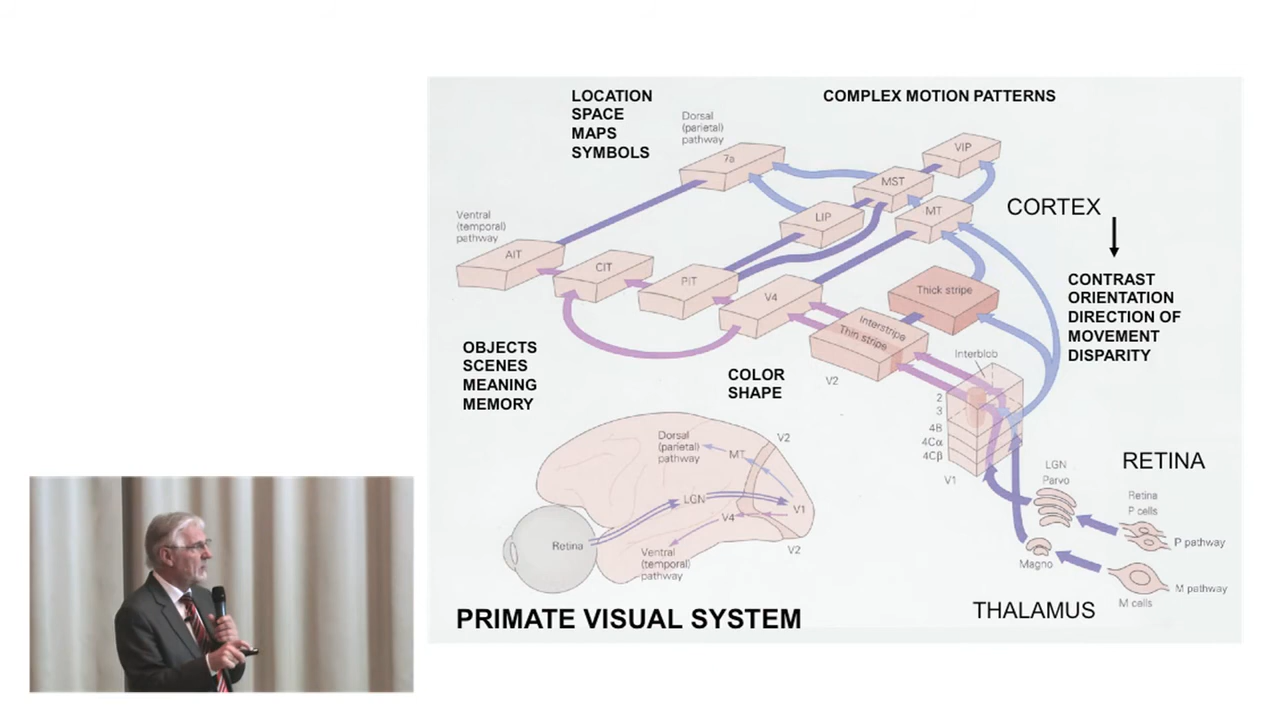 LOCATION
SPACE
MAPS
SYMBOLS
Dorsal
(parietal)
pathway
COMPLEX MOTION PATTERNS
7a
MST
VIP
LIP
MT
CORTEX
Ventral
(temporal)
pathway
AIT
CIT
PIT
V4
Thick stripe
Interstripe
Thin stripe
V2
CONTRAST
ORIENTATION
DIRECTION OF
MOVEMENT
DISPARITY
OBJECTS
SCENES
MEANING
MEMORY
COLOR
SHAPE
Interblob
2
3
4B
4Cα
4Cβ
V1
Dorsal
(parietal)
pathway
MT
V2
LGN
V1
V4
V2
Retina
Ventral
(temporal)
pathway
LGN
Parvo
RETINA
Retina
P cells
P pathway
Magno
M cells
M pathway
THALAMUS
PRIMATE VISUAL SYSTEM